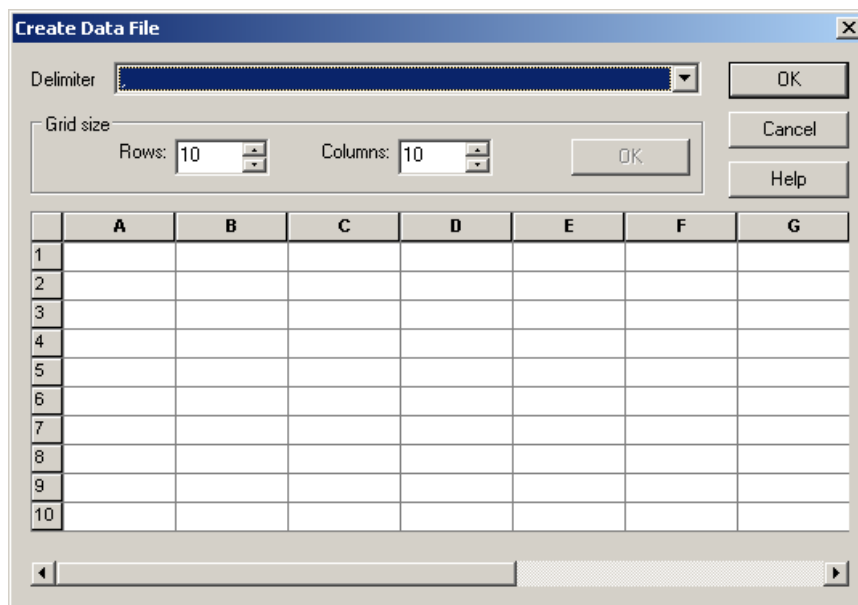 Create Data File
Delimiter , OK
Grid size
Rows: 10 Columns: 10 OK
Cancel
Help
A B C D E F G
1
2
3
4
5
6
7
8
9
10